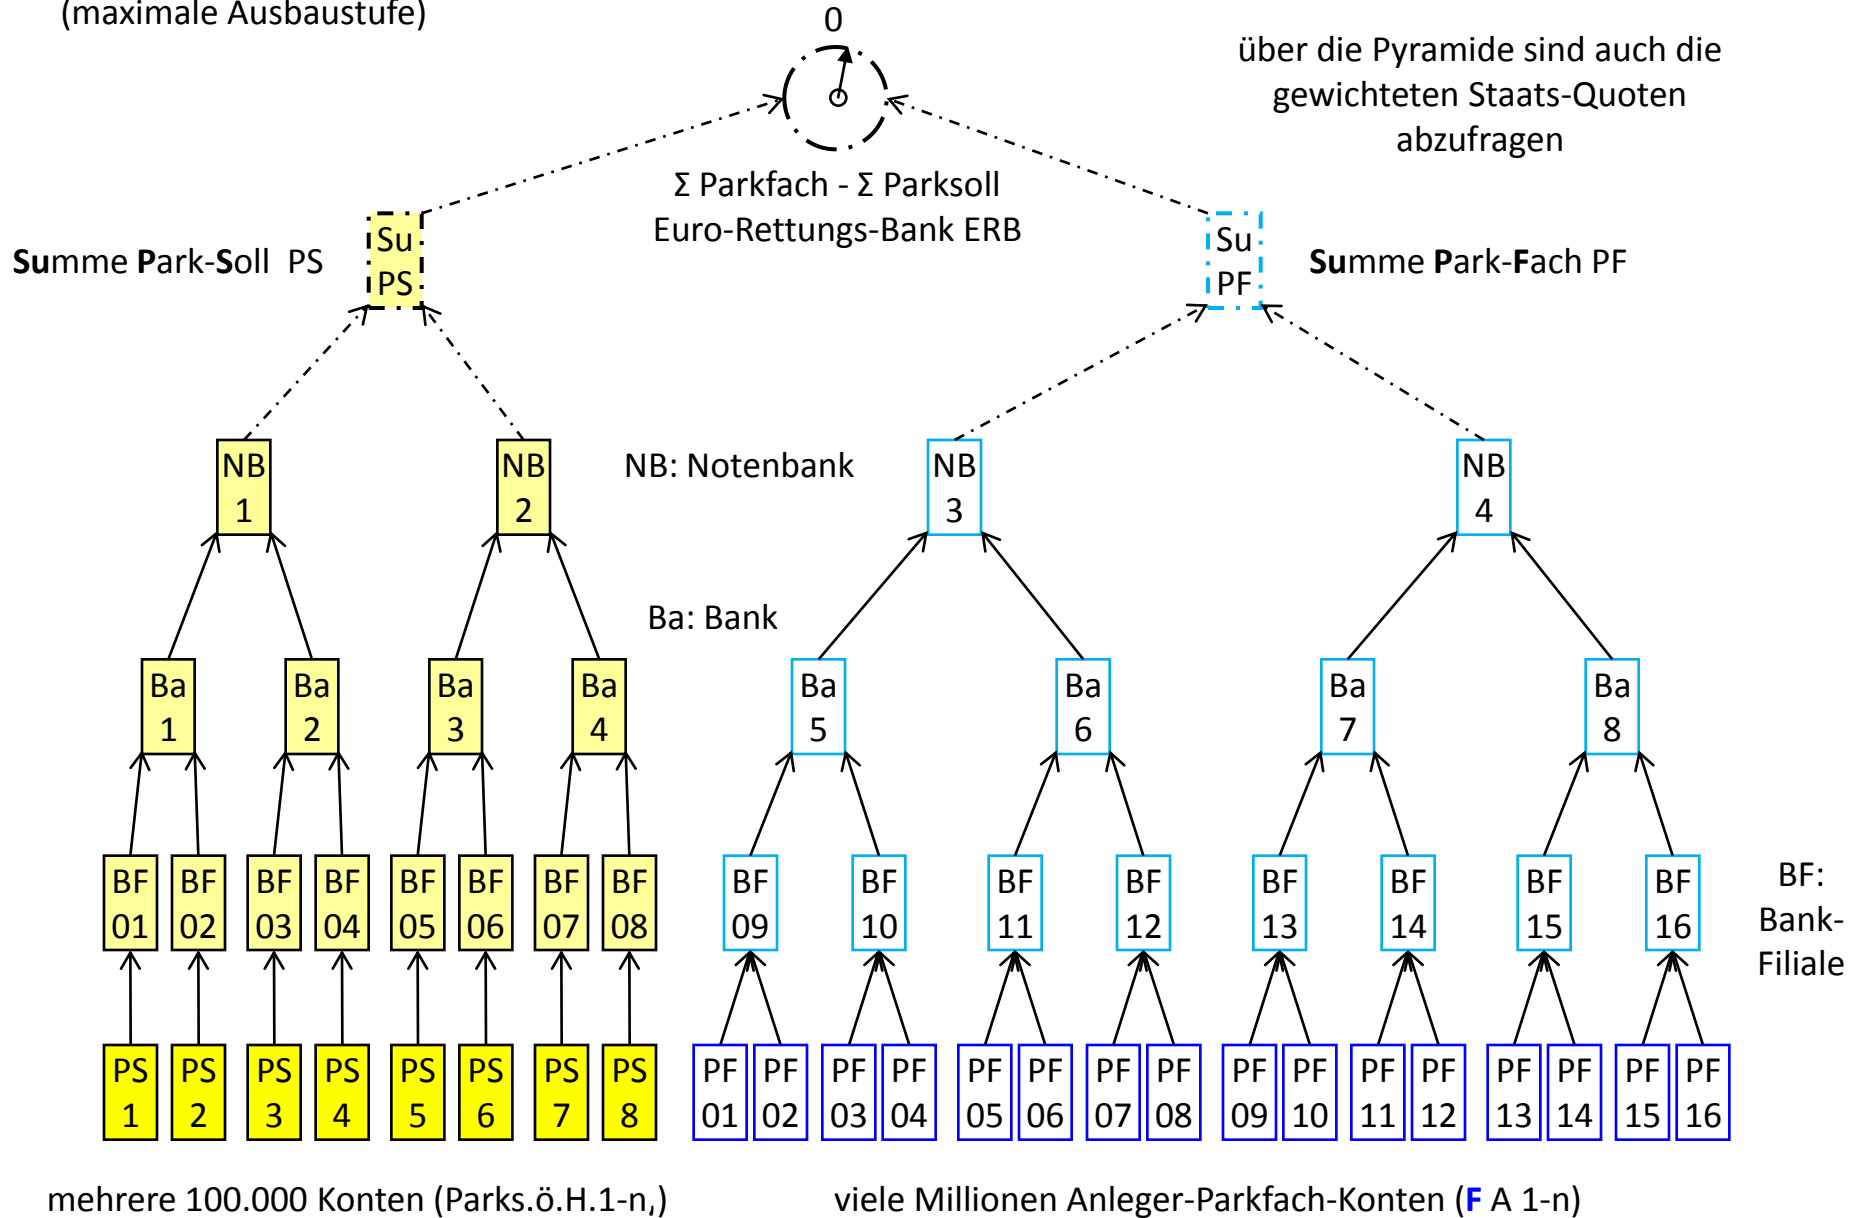 (maximale Ausbaustufe)
0
über die Pyramide sind auch die
gewichteten Staats-Quoten
abzufragen
Σ Parkfach - Σ Parksoll
Euro-Rettungs-Bank ERB
Summe Park-Soll PS
Su
PS
Su
PF
Summe Park-Fach PF
NB
1
NB
2
NB: Notenbank
NB
3
NB
4
Ba: Bank
Ba
1
Ba
2
Ba
3
Ba
4
Ba
5
Ba
6
Ba
7
Ba
8
BF
01
BF
02
BF
03
BF
04
BF
05
BF
06
BF
07
BF
08
BF
09
BF
10
BF
11
BF
12
BF
13
BF
14
BF
15
BF
16
BF:
Bank-
Filiale
PS
1
PS
2
PS
3
PS
4
PS
5
PS
6
PS
7
PS
8
PF
01
PF
02
PF
03
PF
04
PF
05
PF
06
PF
07
PF
08
PF
09
PF
10
PF
11
PF
12
PF
13
PF
14
PF
15
PF
16
mehrere 100.000 Konten (Parks.ö.H.1-n,)
viele Millionen Anleger-Parkfach-Konten (F A 1-n)